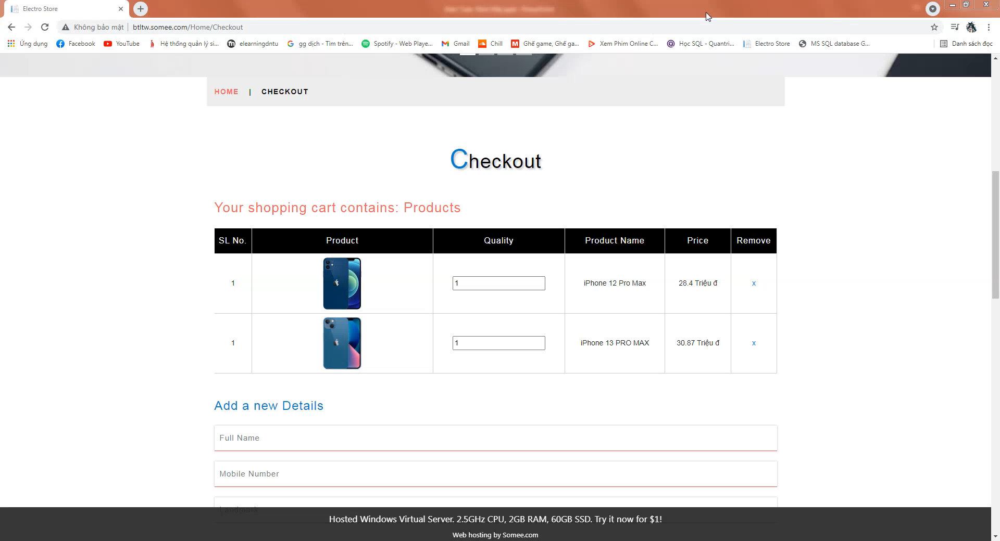 Electro Store
Không bảo mật | btltw.somee.com/Home/Checkout
Ứng dụng Facebook YouTube Hệ thống quản lý si... elearningdntu gg dịch - Tìm trên... Spotify - Web Playe... Gmail Chill Ghế game, Ghế ga... Xem Phim Online C... Học SQL - Quantri... Electro Store MS SQL database G... Danh sách đọc
HOME | CHECKOUT
Checkout
Your shopping cart contains: Products
SL No. Product Quality Product Name Price Remove
1 1 iPhone 12 Pro Max 28.4 Triệu đ x
1 1 iPhone 13 PRO MAX 30.87 Triệu đ x
Add a new Details
Full Name
Mobile Number
Landmark
Hosted Windows Virtual Server. 2.5GHz CPU, 2GB RAM, 60GB SSD. Try it now for $1!
Web hosting by Somee.com